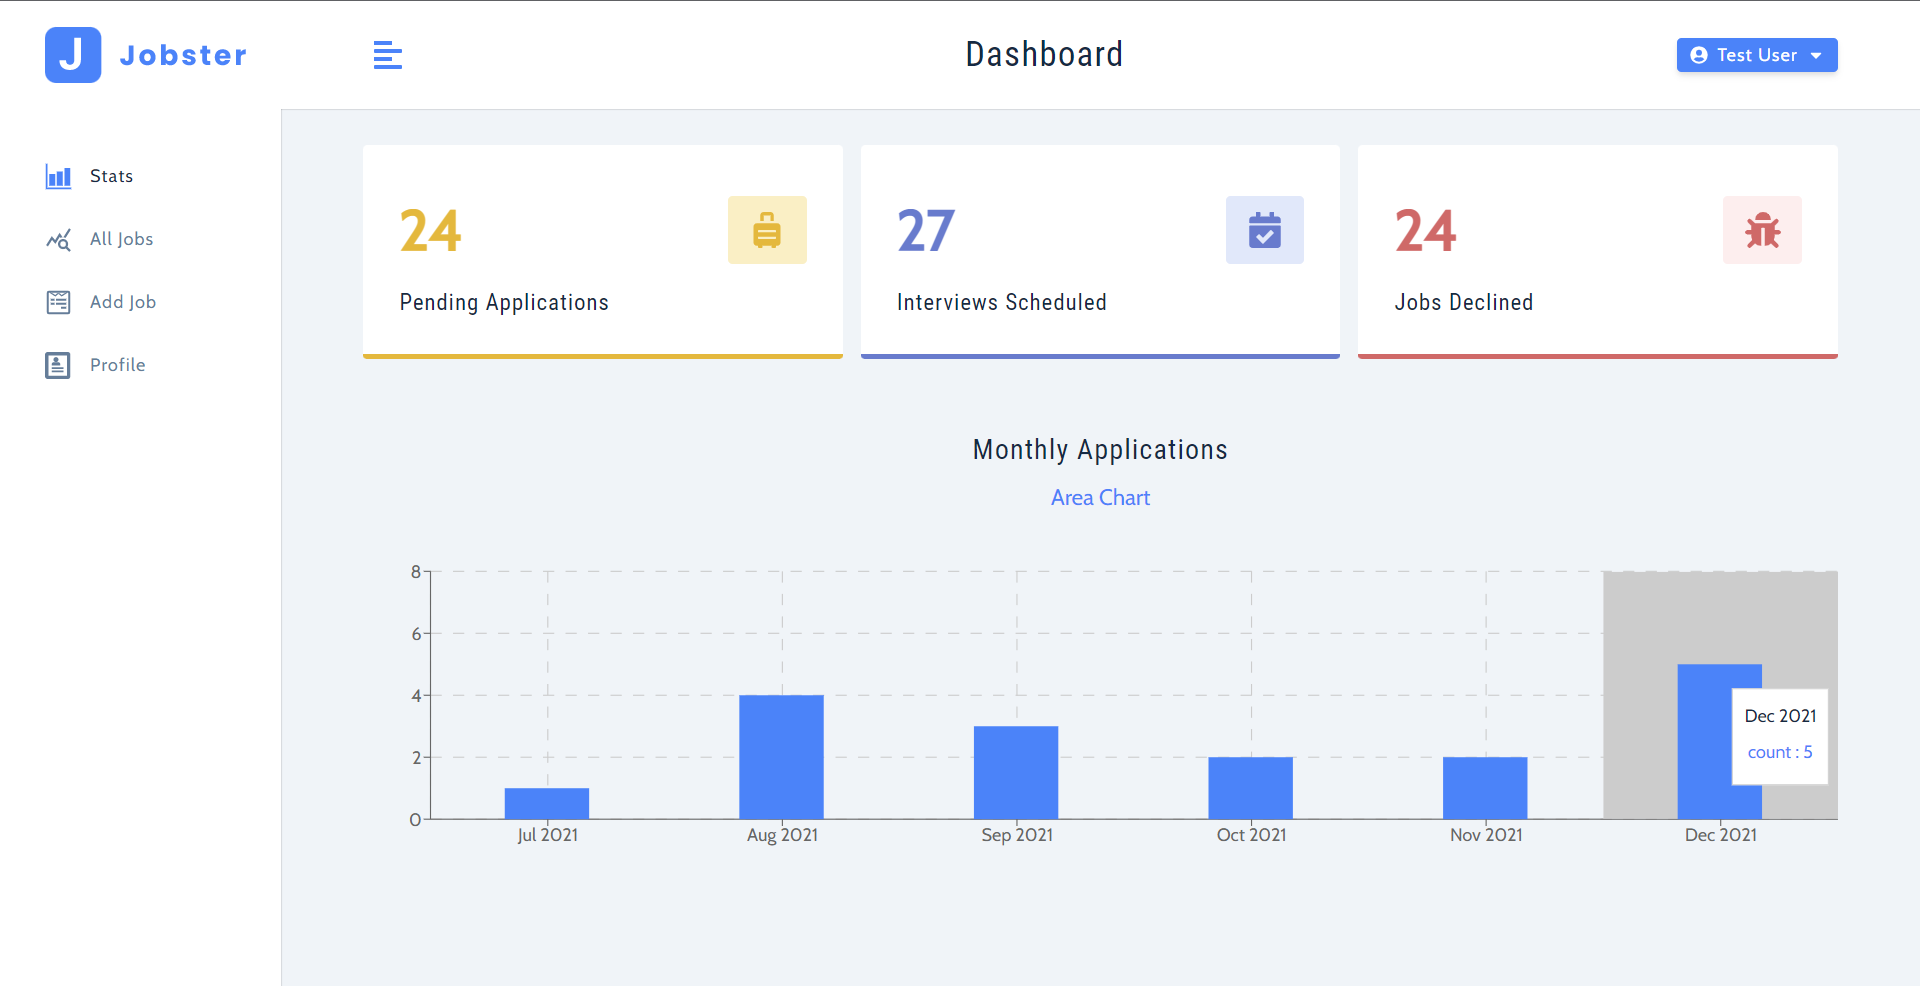 J Jobster
Dashboard
Test User
Stats
All Jobs
Add Job
Profile
24
Pending Applications
27
Interviews Scheduled
24
Jobs Declined
Monthly Applications
Area Chart
8
6
4
2
0
Jul 2021 Aug 2021 Sep 2021 Oct 2021 Nov 2021 Dec 2021
Dec 2021
count : 5